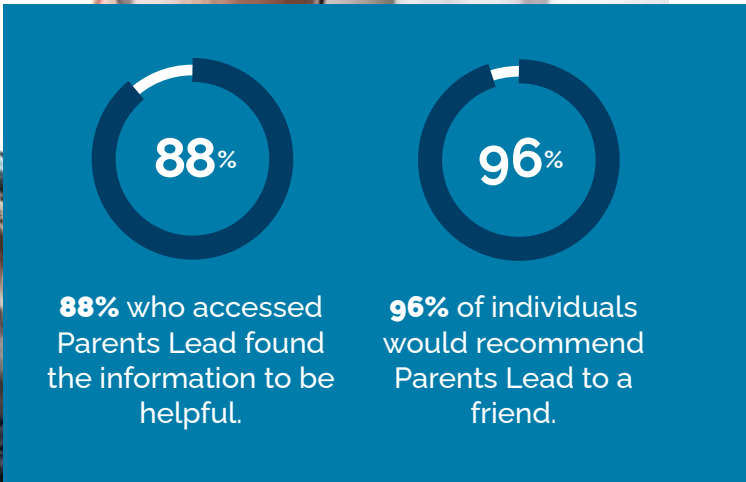 88%
88% who accessed
Parents Lead found
the information to be
helpful.
96%
96% of individuals
would recommend
Parents Lead to a
friend.